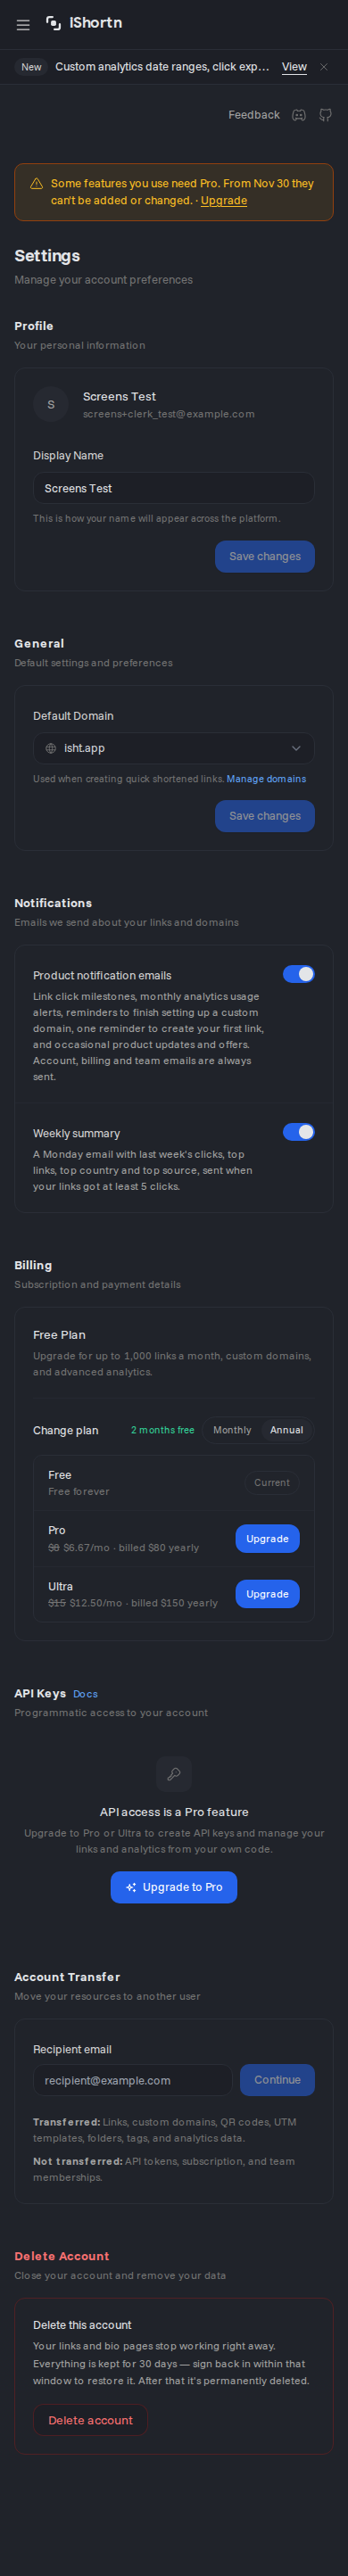 IShortn
New Custom analytics date ranges, click exp... View
Feedback
Some features you use need Pro. From Nov 30 they
can't be added or changed. · Upgrade
Settings
Manage your account preferences
Profile
Your personal information
S
Screens Test
screens+clerk_test@example.com
Display Name
Screens Test
This is how your name will appear across the platform.
Save changes
General
Default settings and preferences
Default Domain
isht.app
Used when creating quick shortened links. Manage domains
Save changes
Notifications
Emails we send about your links and domains
Product notification emails
Link click milestones, monthly analytics usage
alerts, reminders to finish setting up a custom
domain, one reminder to create your first link,
and occasional product updates and offers.
Account, billing and team emails are always
sent.
Weekly summary
A Monday email with last week's clicks, top
links, top country and top source, sent when
your links got at least 5 clicks.
Billing
Subscription and payment details
Free Plan
Upgrade for up to 1,000 links a month, custom domains,
and advanced analytics.
Change plan 2 months free Monthly Annual
Free
Free forever
Current
Pro
$8 $6.67/mo · billed $80 yearly
Upgrade
Ultra
$15 $12.50/mo · billed $150 yearly
Upgrade
API Keys Docs
Programmatic access to your account
API access is a Pro feature
Upgrade to Pro or Ultra to create API keys and manage your
links and analytics from your own code.
Upgrade to Pro
Account Transfer
Move your resources to another user
Recipient email
recipient@example.com Continue
Transferred: Links, custom domains, QR codes, UTM
templates, folders, tags, and analytics data.
Not transferred: API tokens, subscription, and team
memberships.
Delete Account
Close your account and remove your data
Delete this account
Your links and bio pages stop working right away.
Everything is kept for 30 days — sign back in within that
window to restore it. After that it's permanently deleted.
Delete account